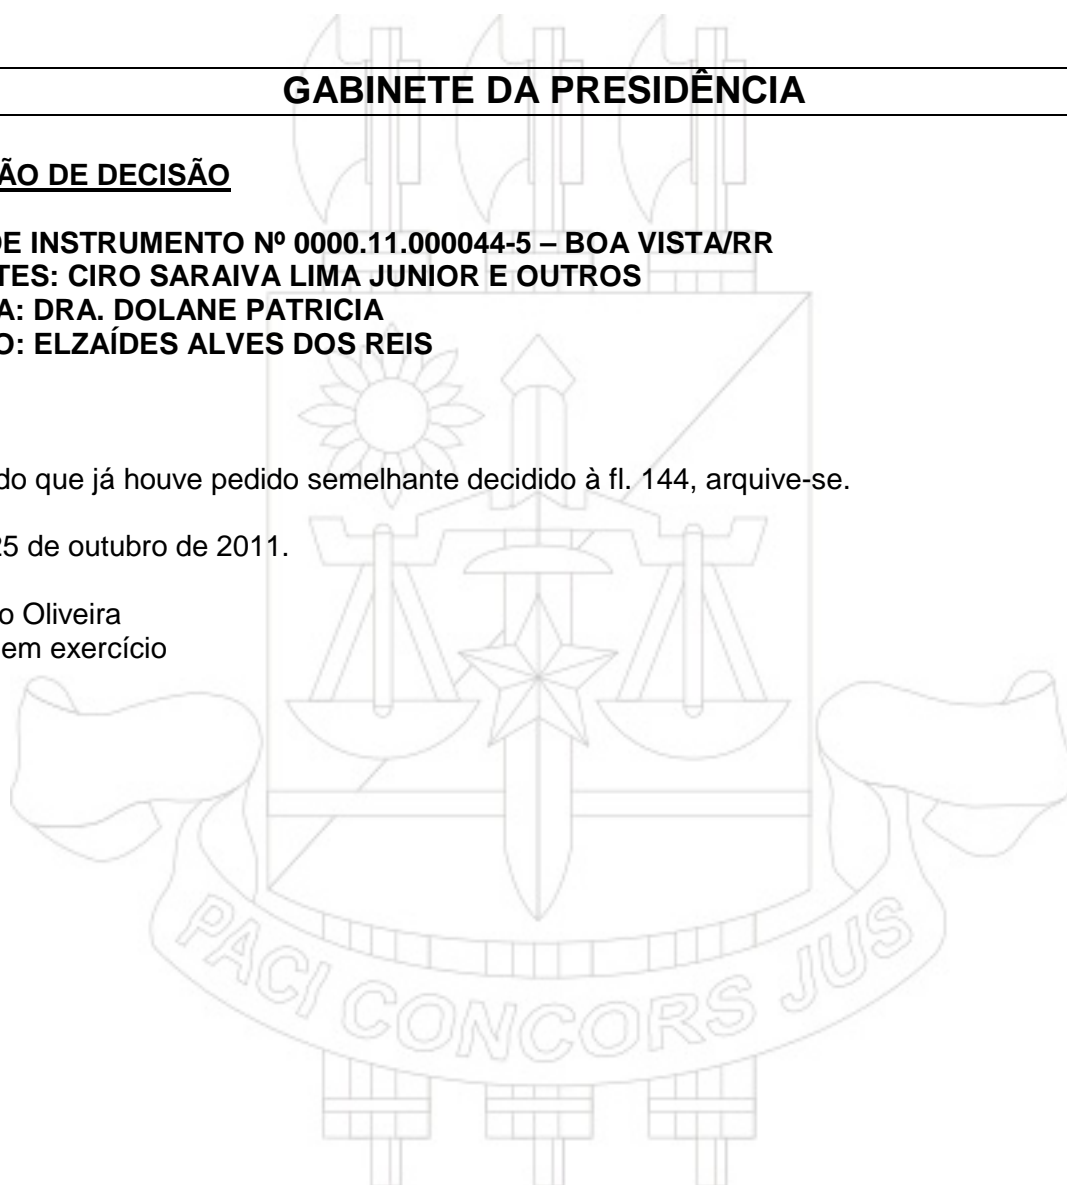 GABINETE DA PRESIDÊNCIA
ÃO DE DECISÃO
DE INSTRUMENTO Nº 0000.11.000044-5 – BOA VISTA/RR
TES: CIRO SARAIVA LIMA JUNIOR E OUTROS
A: DRA. DOLANE PATRICIA
O: ELZAÍDES ALVES DOS REIS
do que já houve pedido semelhante decidido à fl. 144, arquive-se.
25 de outubro de 2011.
o Oliveira
em exercício
PACI CONCORS JUS